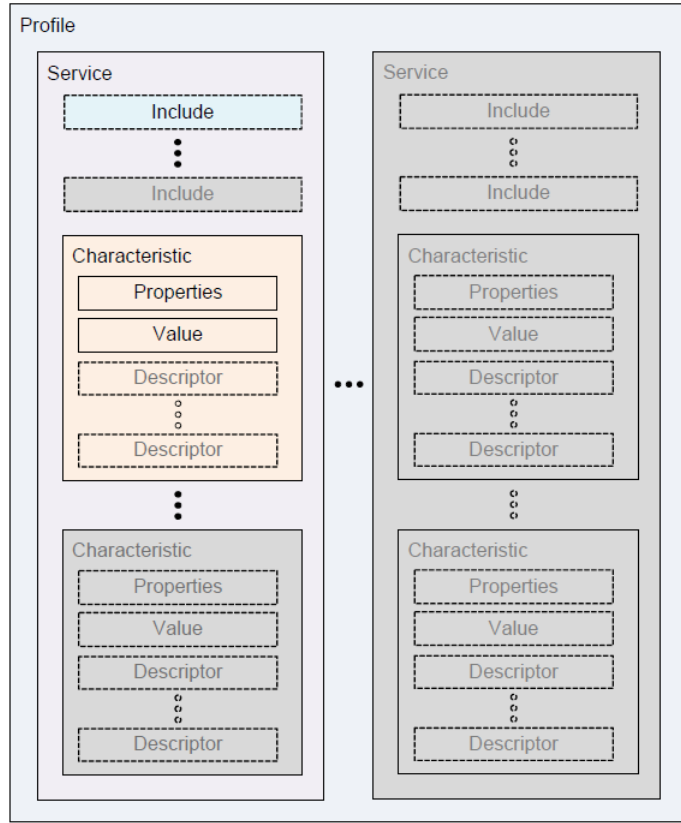 Profile
Service
Include
Include
Characteristic
Properties
Value
Descriptor
Descriptor
Characteristic
Properties
Value
Descriptor
Descriptor
Service
Include
Include
Characteristic
Properties
Value
Descriptor
Descriptor
Characteristic
Properties
Value
Descriptor
Descriptor